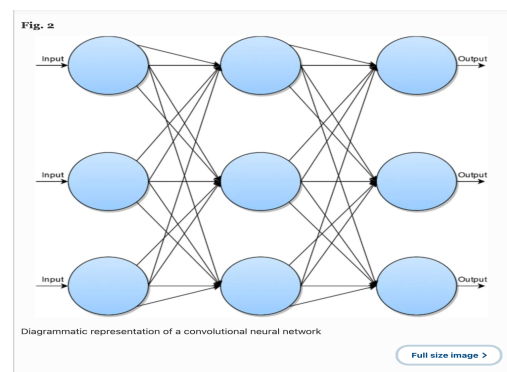 Fig. 2
Input
Output
Input
Output
Input
Output
Diagrammatic representation of a convolutional neural network
Full size image >